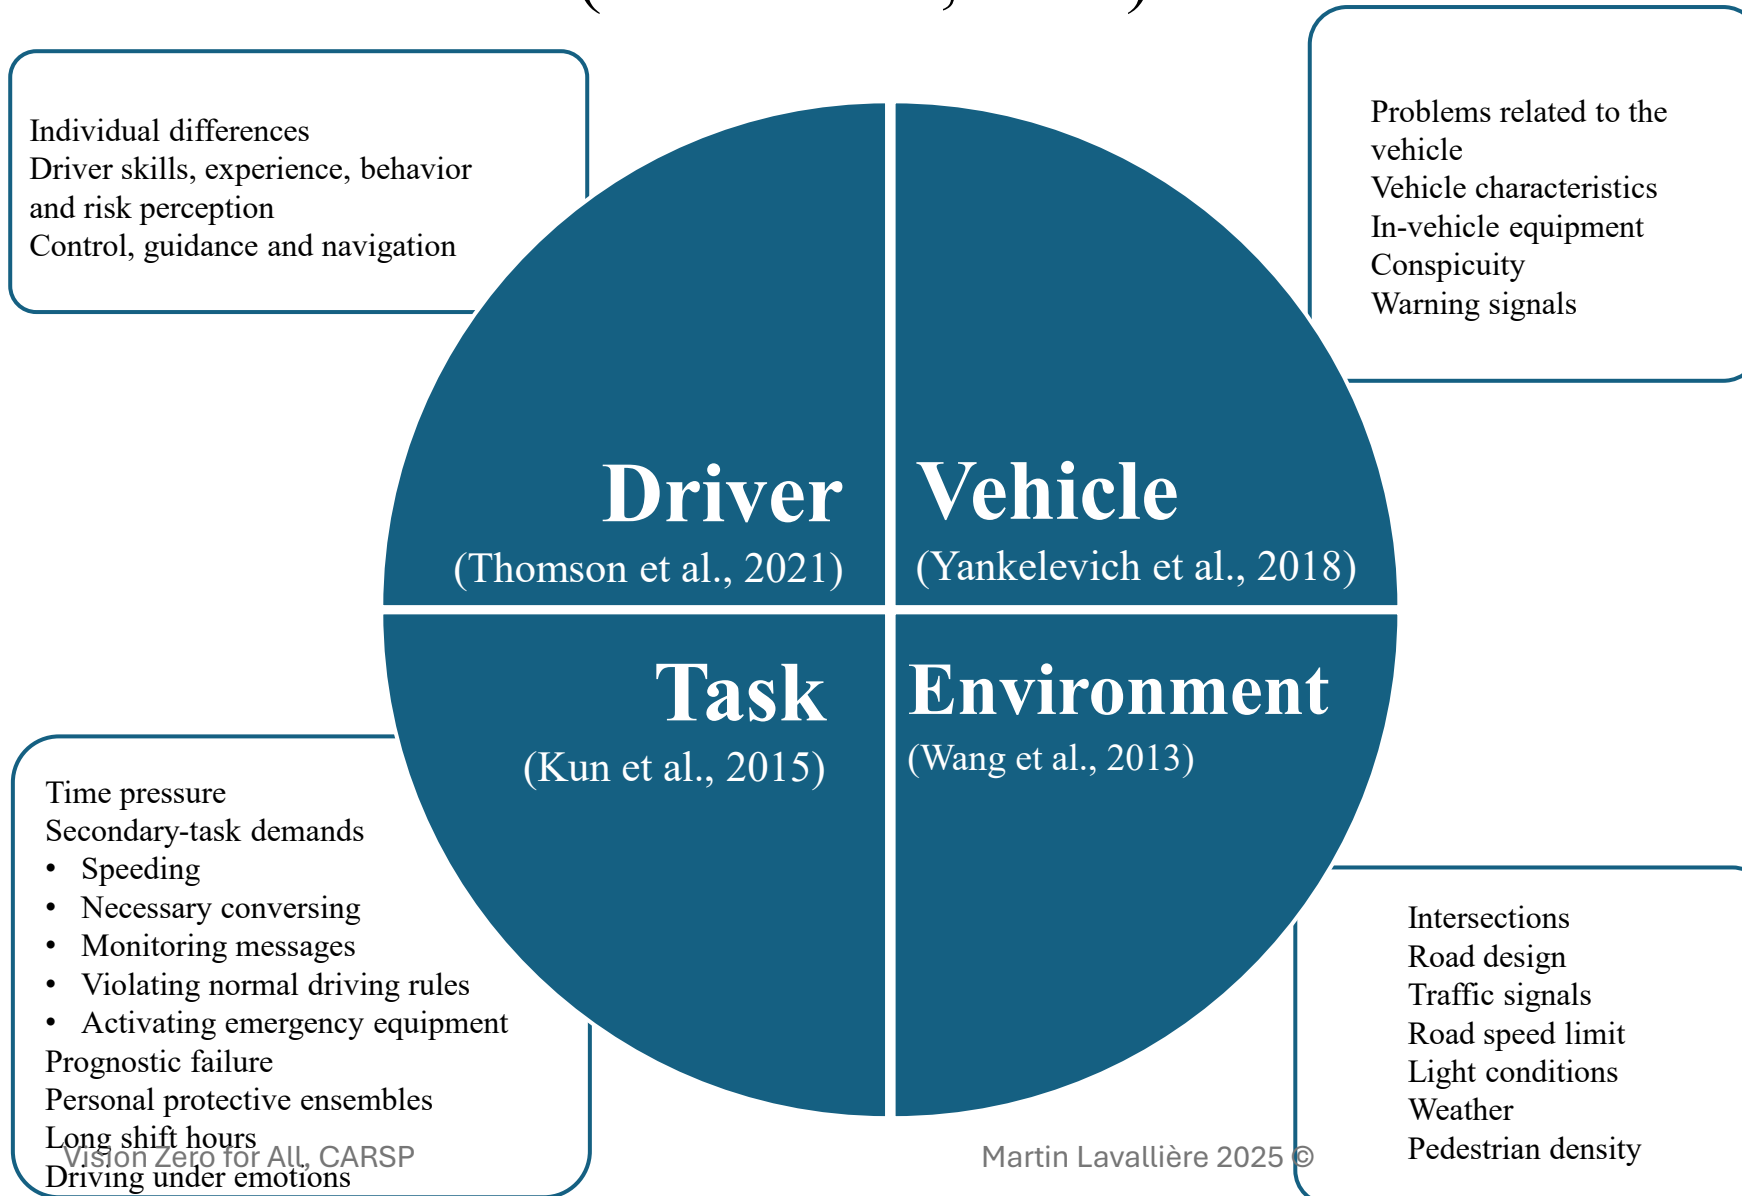 Individual differences
Driver skills, experience, behavior
and risk perception
Control, guidance and navigation
Problems related to the
vehicle
Vehicle characteristics
In-vehicle equipment
Conspicuity
Warning signals
Driver
(Thomson et al., 2021)
Vehicle
(Yankelevich et al., 2018)
Task
(Kun et al., 2015)
Environment
(Wang et al., 2013)
Time pressure
Secondary-task demands
• Speeding
• Necessary conversing
• Monitoring messages
• Violating normal driving rules
• Activating emergency equipment
Prognostic failure
Personal protective ensembles
Long shift hours
Driving under emotions
Intersections
Road design
Traffic signals
Road speed limit
Light conditions
Weather
Pedestrian density
Vision Zero for All, CARSP
Martin Lavallière 2025 ©